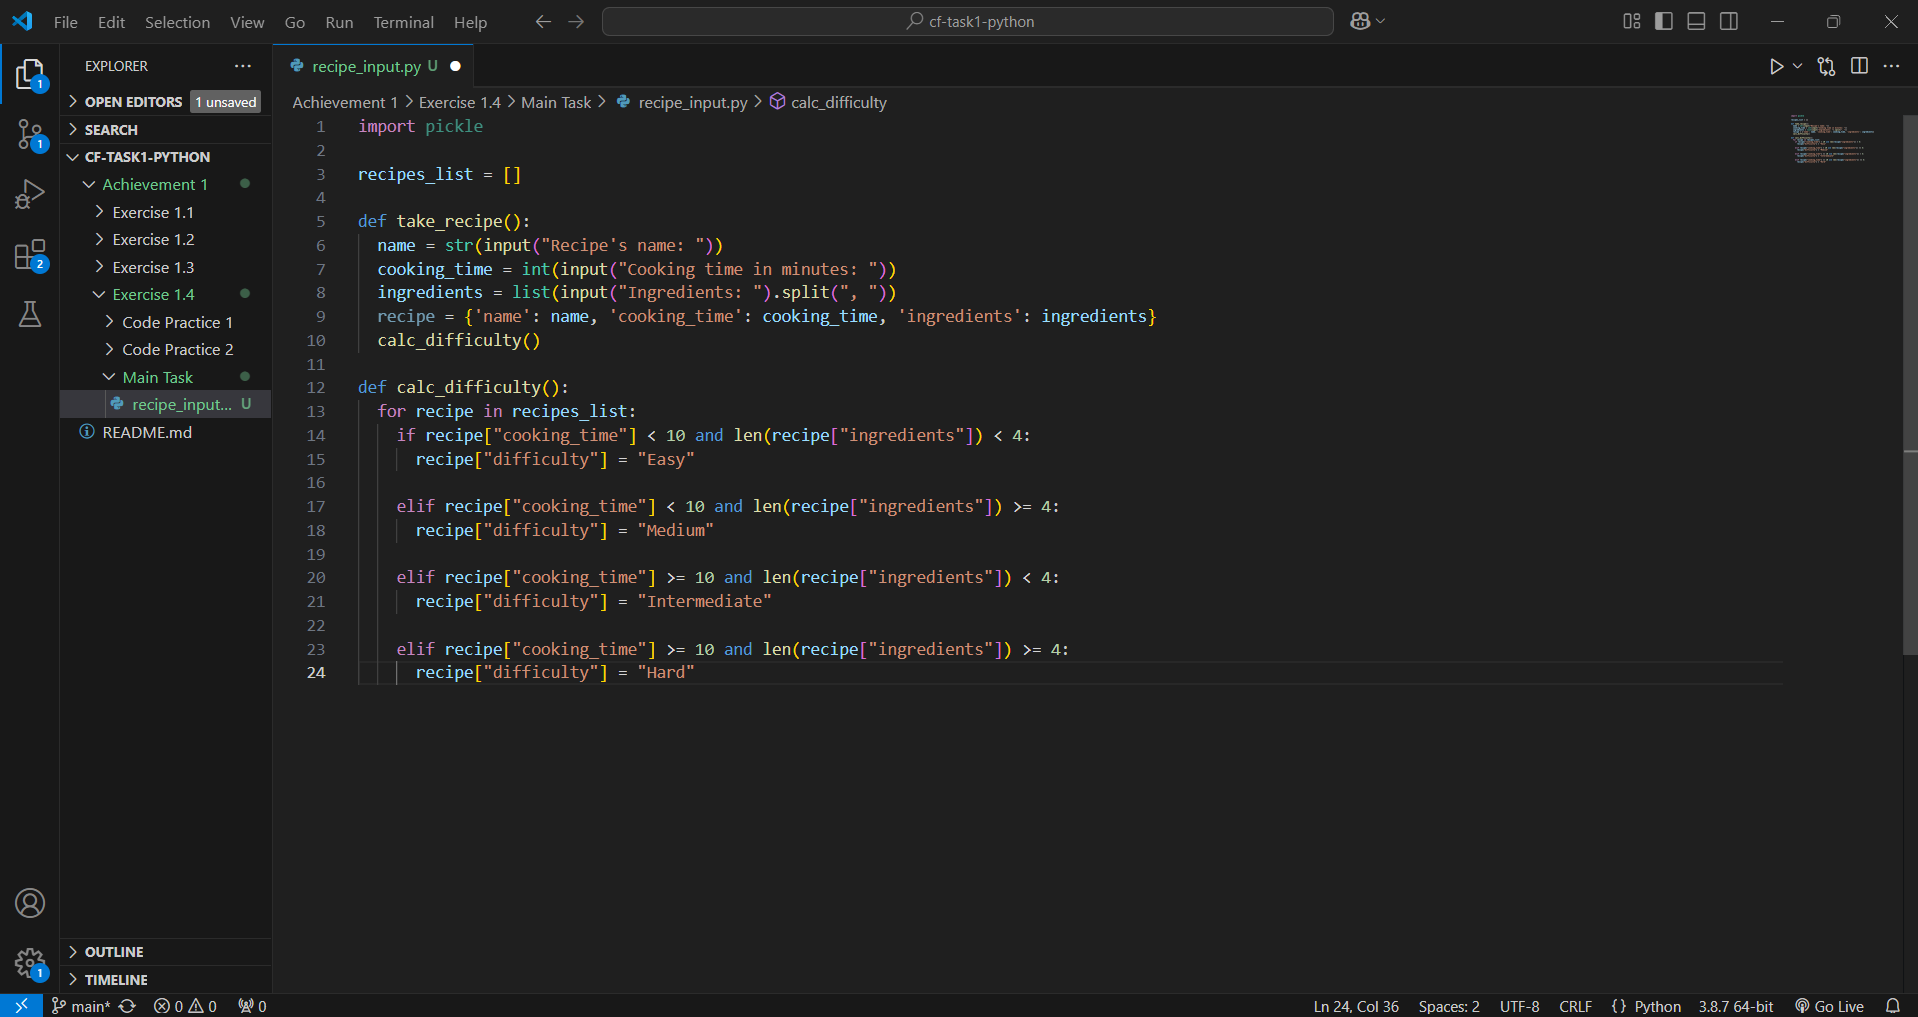 File Edit Selection View Go Run Terminal Help
cf-task1-python
EXPLORER
OPEN EDITORS 1 unsaved
SEARCH
CF-TASK1-PYTHON
Achievement 1
Exercise 1.1
Exercise 1.2
Exercise 1.3
Exercise 1.4
Code Practice 1
Code Practice 2
Main Task
recipe_input... U
README.md
OUTLINE
TIMELINE
1
1
2
1
recipe_input.py U
Achievement 1 > Exercise 1.4 > Main Task > recipe_input.py > calc_difficulty
1 import pickle
2
3 recipes_list = []
4
5 def take_recipe():
6 name = str(input("Recipe's name: "))
7 cooking_time = int(input("Cooking time in minutes: "))
8 ingredients = list(input("Ingredients: ").split(", "))
9 recipe = {'name': name, 'cooking_time': cooking_time, 'ingredients': ingredients}
10 calc_difficulty()
11
12 def calc_difficulty():
13 for recipe in recipes_list:
14 if recipe["cooking_time"] < 10 and len(recipe["ingredients"]) < 4:
15 recipe["difficulty"] = "Easy"
16
17 elif recipe["cooking_time"] < 10 and len(recipe["ingredients"]) >= 4:
18 recipe["difficulty"] = "Medium"
19
20 elif recipe["cooking_time"] >= 10 and len(recipe["ingredients"]) < 4:
21 recipe["difficulty"] = "Intermediate"
22
23 elif recipe["cooking_time"] >= 10 and len(recipe["ingredients"]) >= 4:
24 recipe["difficulty"] = "Hard"
main* 0 0 0 Ln 24, Col 36 Spaces: 2 UTF-8 CRLF {} Python 3.8.7 64-bit Go Live